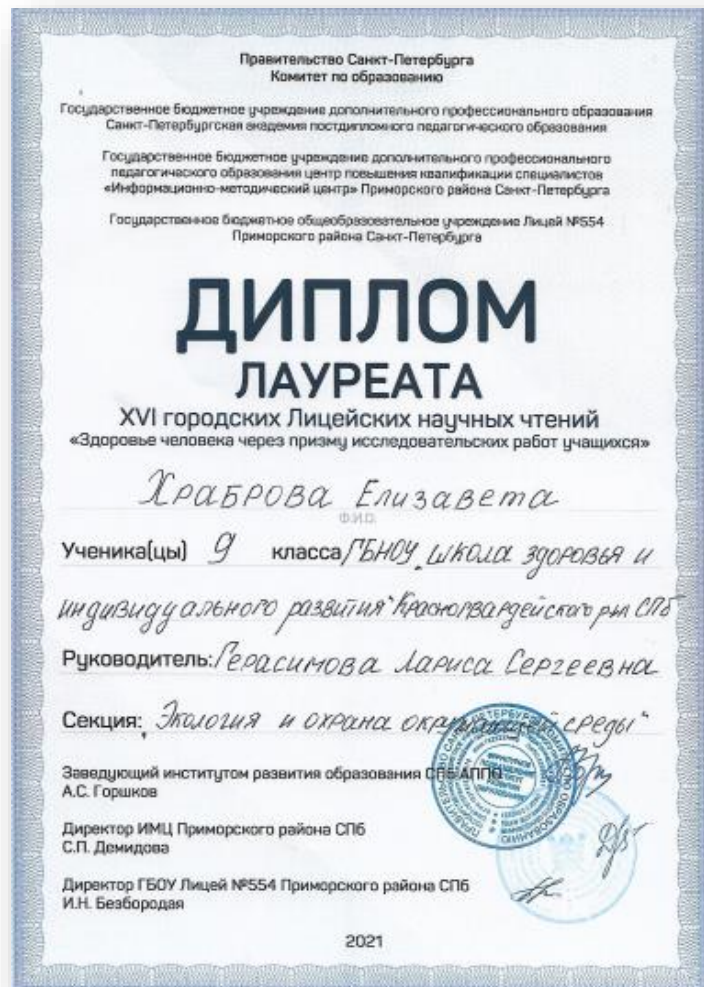 Правительство Санкт-Петербурга
Комитет по образованию
Государственное бюджетное учреждение дополнительного профессионального образования
Санкт-Петербургская академия постдипломного педагогического образования
Государственное бюджетное учреждение дополнительного профессионального
педагогического образования центр повышения квалификации специалистов
«Информационно-методический центр» Приморского района Санкт-Петербурга
Государственное бюджетное общеобразовательное учреждение Лицей №554
Приморского района Санкт-Петербурга
ДИПЛОМ
ЛАУРЕАТА
XVI городских Лицейских научных чтений
«Здоровье человека через призму исследовательских работ учащихся»
Храброва Елизавета
Ф.И.О.
Ученика(цы) 9 класса ГБНОУ „Школа здоровья и
индивидуального развития" Красногвардейского р-на СПб
Руководитель: Герасимова Лариса Сергеевна
Секция: „Экология и охрана окружающей среды"
Заведующий институтом развития образования СПБ АППО
А.С. Горшков
Директор ИМЦ Приморского района СПб
С.П. Демидова
Директор ГБОУ Лицей №554 Приморского района СПб
И.Н. Безбородая
2021